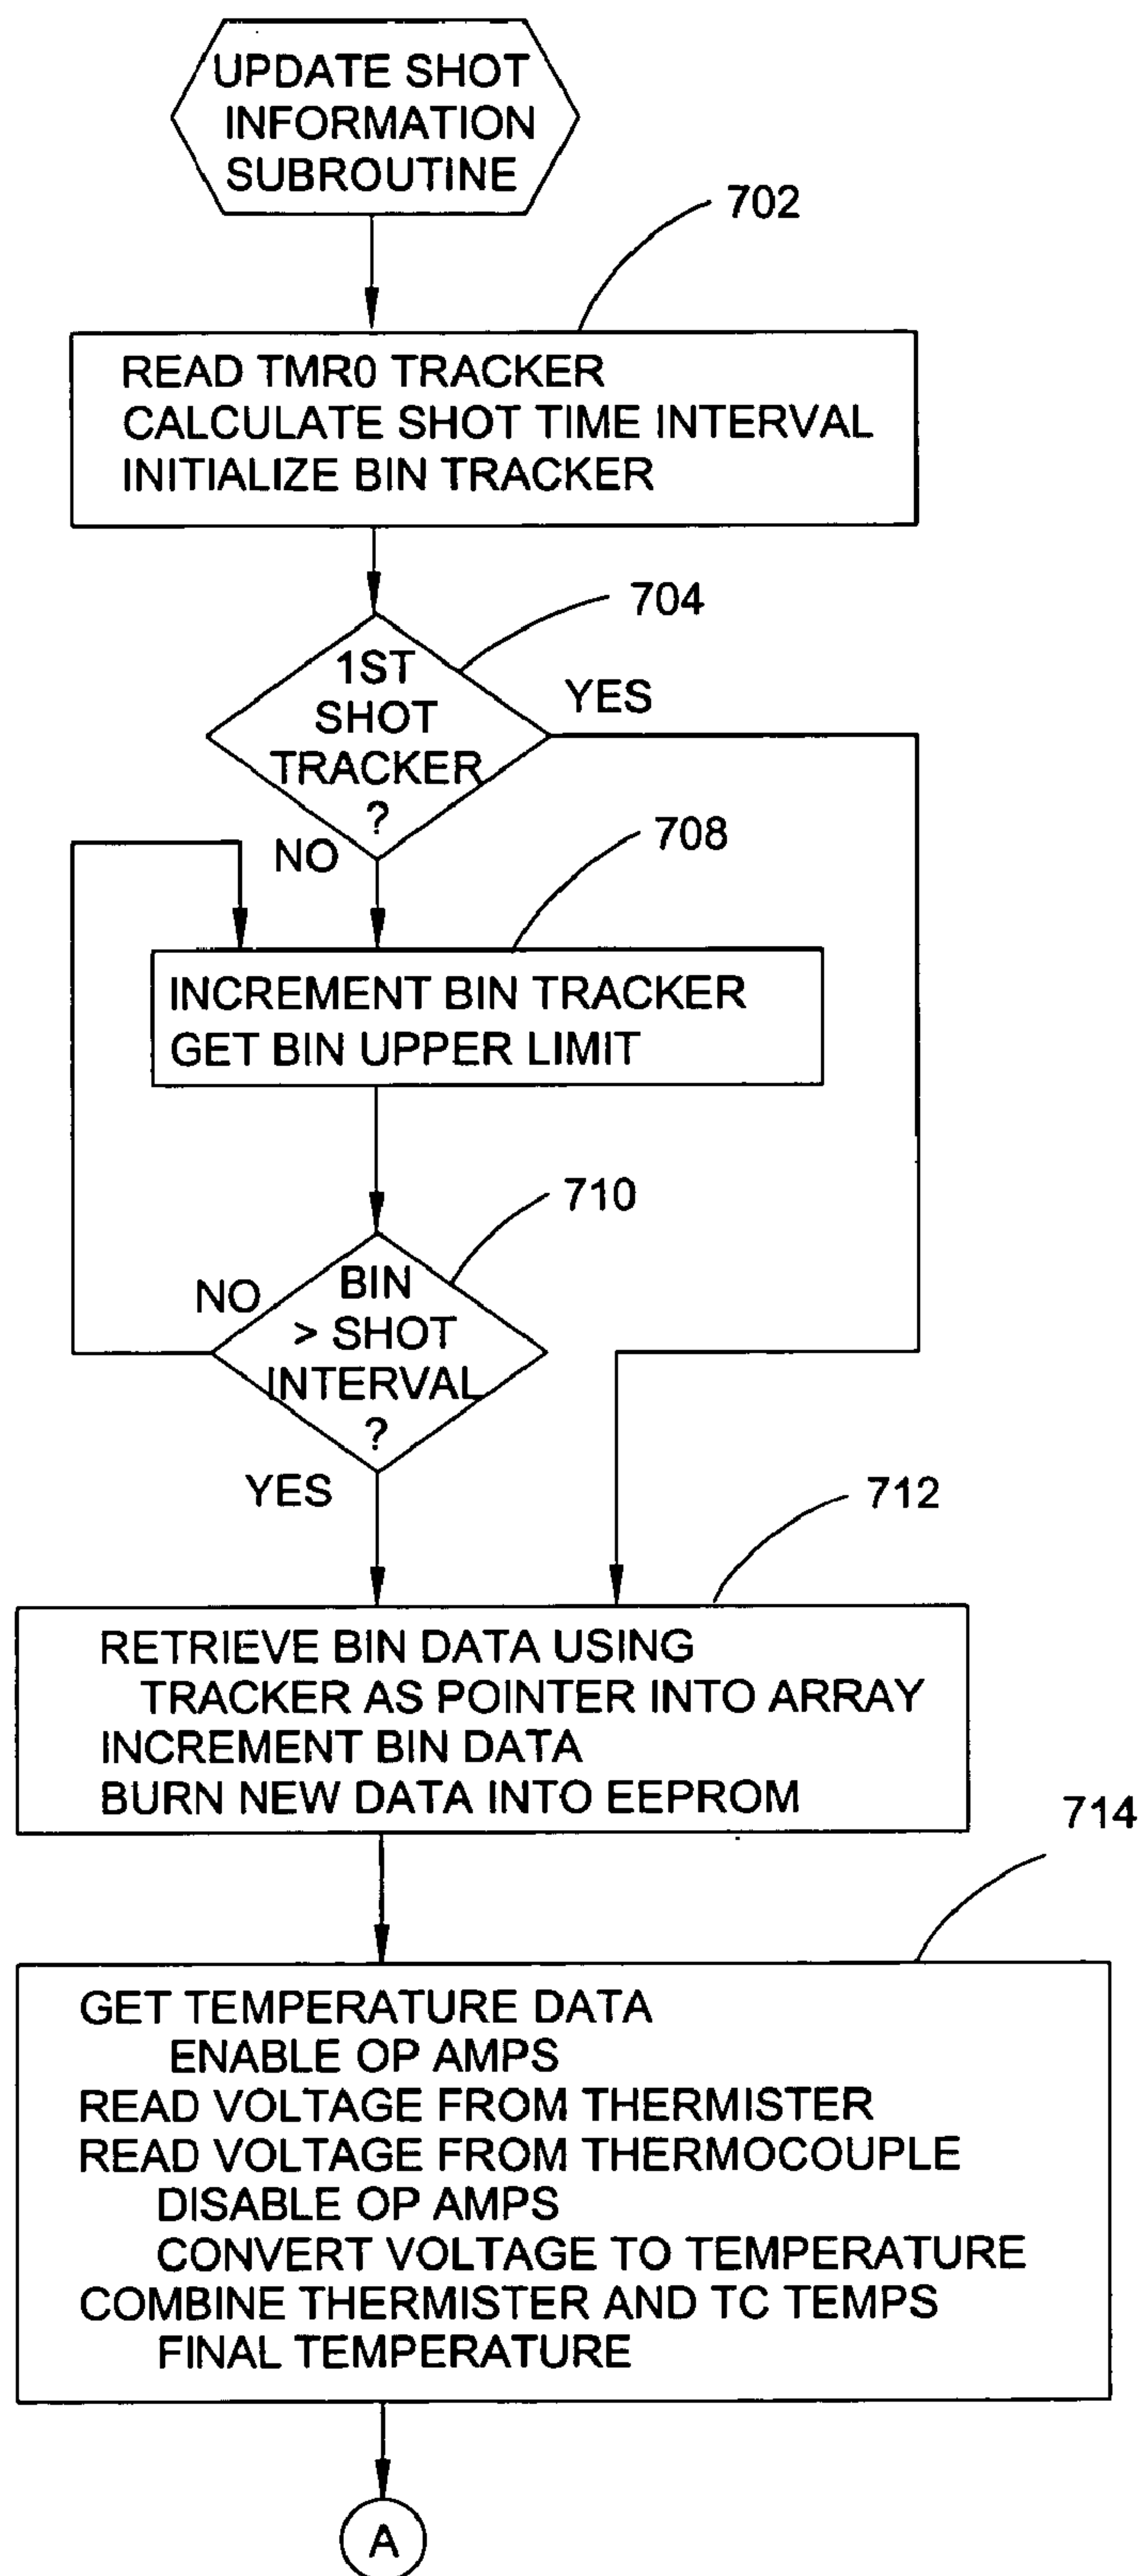 UPDATE SHOT
INFORMATION
SUBROUTINE
702
READ TMR0 TRACKER
CALCULATE SHOT TIME INTERVAL
INITIALIZE BIN TRACKER
704
1ST
SHOT
TRACKER
?
YES
NO
708
INCREMENT BIN TRACKER
GET BIN UPPER LIMIT
710
NO
BIN
> SHOT
INTERVAL
?
YES
712
RETRIEVE BIN DATA USING
TRACKER AS POINTER INTO ARRAY
INCREMENT BIN DATA
BURN NEW DATA INTO EEPROM
714
GET TEMPERATURE DATA
ENABLE OP AMPS
READ VOLTAGE FROM THERMISTER
READ VOLTAGE FROM THERMOCOUPLE
DISABLE OP AMPS
CONVERT VOLTAGE TO TEMPERATURE
COMBINE THERMISTER AND TC TEMPS
FINAL TEMPERATURE
A